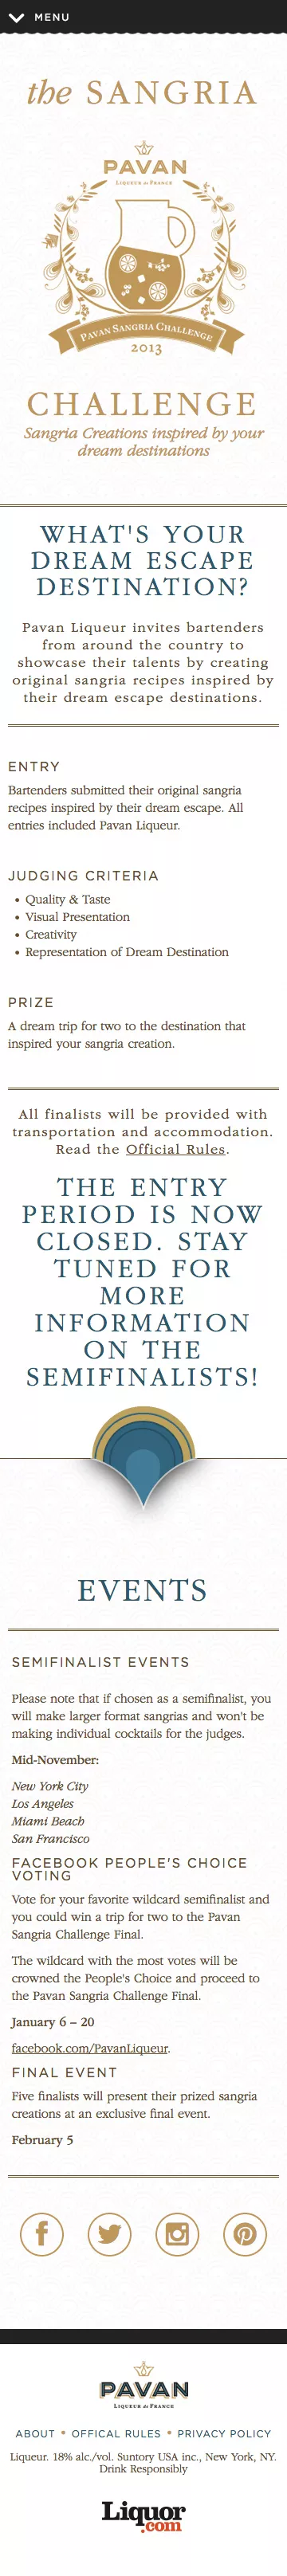 MENU
the SANGRIA
PAVAN
LIQUEUR de FRANCE
PAVAN SANGRIA CHALLENGE
2013
CHALLENGE
Sangria Creations inspired by your
dream destinations
WHAT'S YOUR
DREAM ESCAPE
DESTINATION?
Pavan Liqueur invites bartenders
from around the country to
showcase their talents by creating
original sangria recipes inspired by
their dream escape destinations.
ENTRY
Bartenders submitted their original sangria
recipes inspired by their dream escape. All
entries included Pavan Liqueur.
JUDGING CRITERIA
• Quality & Taste
• Visual Presentation
• Creativity
• Representation of Dream Destination
PRIZE
A dream trip for two to the destination that
inspired your sangria creation.
All finalists will be provided with
transportation and accommodation.
Read the Official Rules.
THE ENTRY
PERIOD IS NOW
CLOSED. STAY
TUNED FOR
MORE
INFORMATION
ON THE
SEMIFINALISTS!
EVENTS
SEMIFINALIST EVENTS
Please note that if chosen as a semifinalist, you
will make larger format sangrias and won't be
making individual cocktails for the judges.
Mid-November:
New York City
Los Angeles
Miami Beach
San Francisco
FACEBOOK PEOPLE'S CHOICE
VOTING
Vote for your favorite wildcard semifinalist and
you could win a trip for two to the Pavan
Sangria Challenge Final.
The wildcard with the most votes will be
crowned the People's Choice and proceed to
the Pavan Sangria Challenge Final.
January 6 – 20
facebook.com/PavanLiqueur.
FINAL EVENT
Five finalists will present their prized sangria
creations at an exclusive final event.
February 5
PAVAN
LIQUEUR de FRANCE
ABOUT • OFFICAL RULES • PRIVACY POLICY
Liqueur. 18% alc./vol. Suntory USA inc., New York, NY.
Drink Responsibly
Liquor
.com